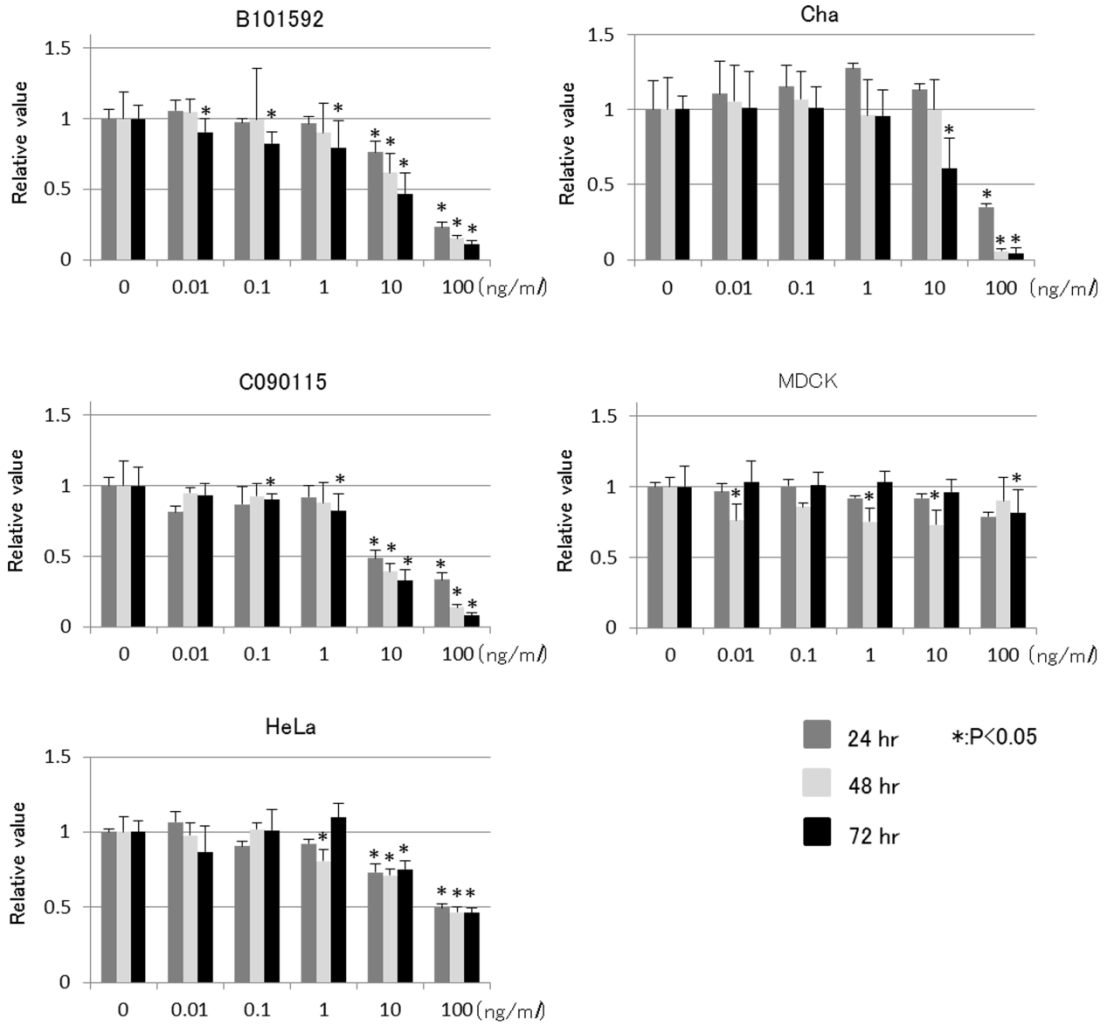 B101592
Relative value
1.5
1
0.5
0
* * * * * * * * *
0 0.01 0.1 1 10 100 (ng/ml)
Cha
Relative value
1.5
1
0.5
0
* * * *
0 0.01 0.1 1 10 100 (ng/ml)
C090115
Relative value
1.5
1
0.5
0
* * * * * * * *
0 0.01 0.1 1 10 100 (ng/ml)
MDCK
Relative value
1.5
1
0.5
0
* * * *
0 0.01 0.1 1 10 100 (ng/ml)
HeLa
Relative value
1.5
1
0.5
0
* * * * * * *
0 0.01 0.1 1 10 100 (ng/ml)
24 hr *:P<0.05
48 hr
72 hr